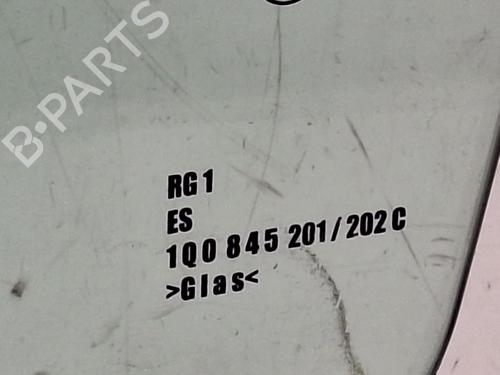 B-PARTS
RG1
ES
1Q0 845 201/202 C
>Glas<